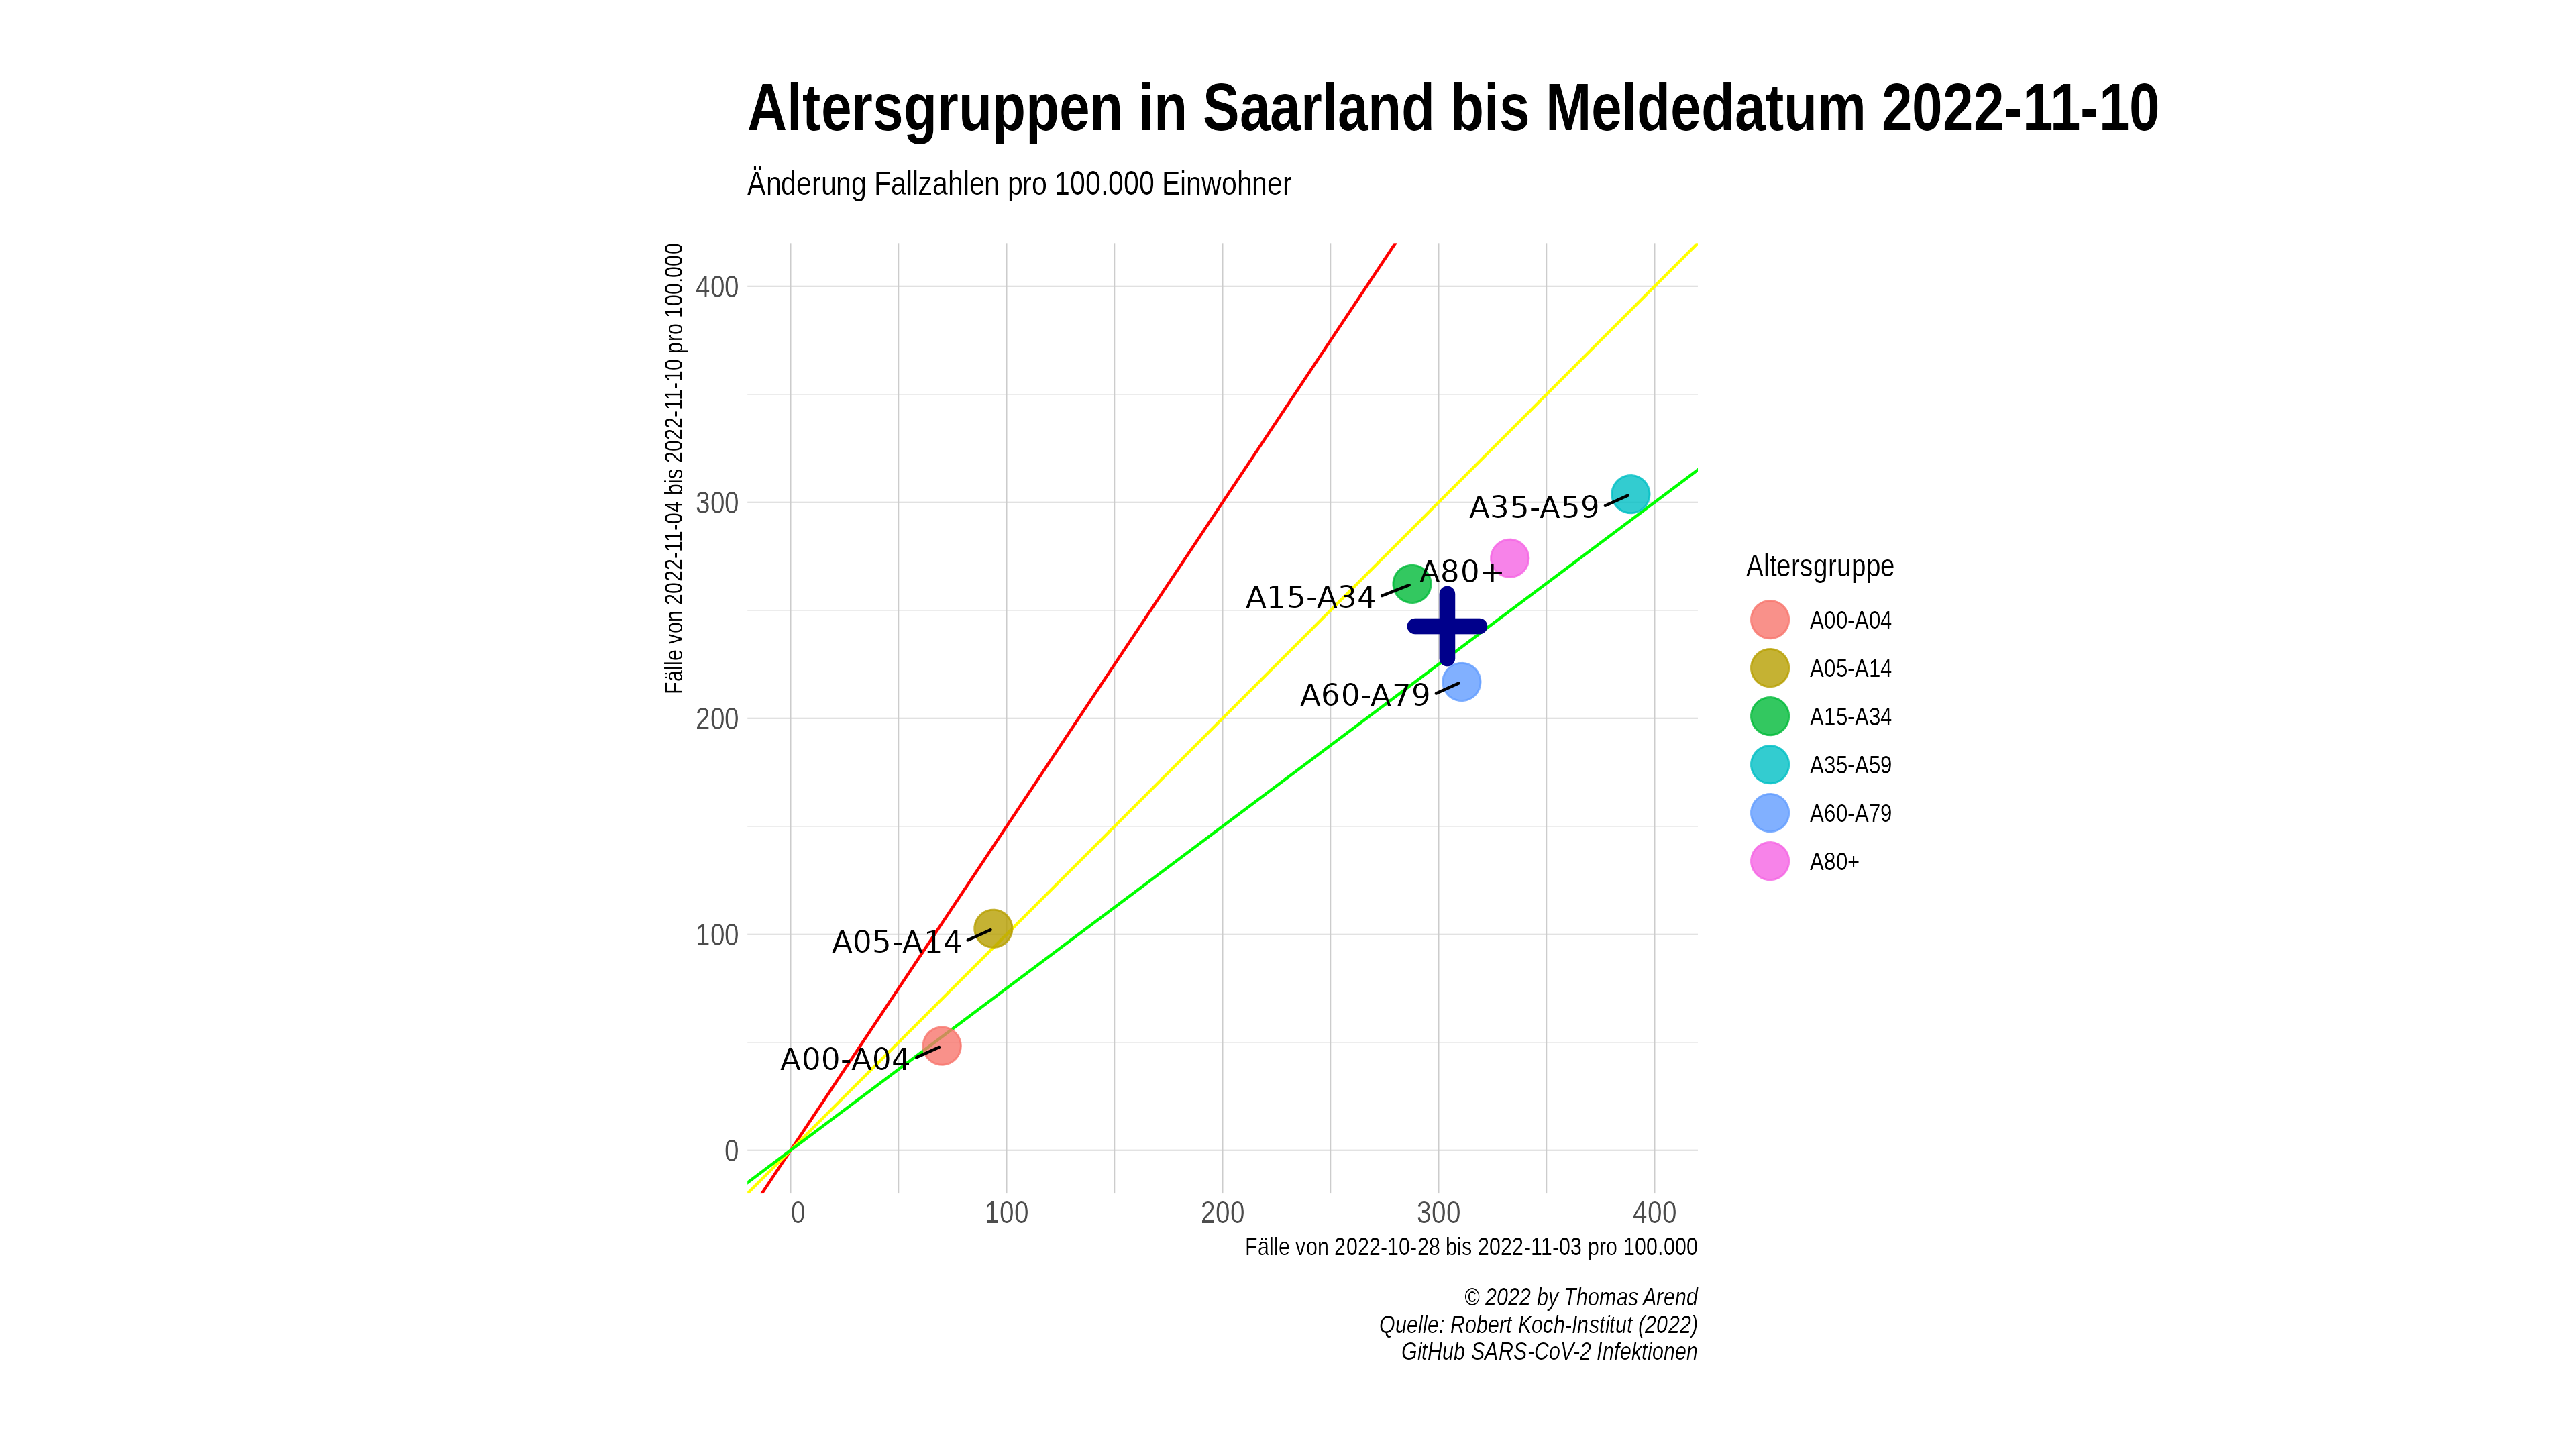 Altersgruppen in Saarland bis Meldedatum 2022-11-10
Änderung Fallzahlen pro 100.000 Einwohner
Fälle von 2022-11-04 bis 2022-11-10 pro 100.000
400
300
200
100
0
A35-A59
A80+
A15-A34
A60-A79
A05-A14
A00-A04
0
100
200
300
400
Fälle von 2022-10-28 bis 2022-11-03 pro 100.000
Altersgruppe
A00-A04
A05-A14
A15-A34
A35-A59
A60-A79
A80+
© 2022 by Thomas Arend
Quelle: Robert Koch-Institut (2022)
GitHub SARS-CoV-2 Infektionen